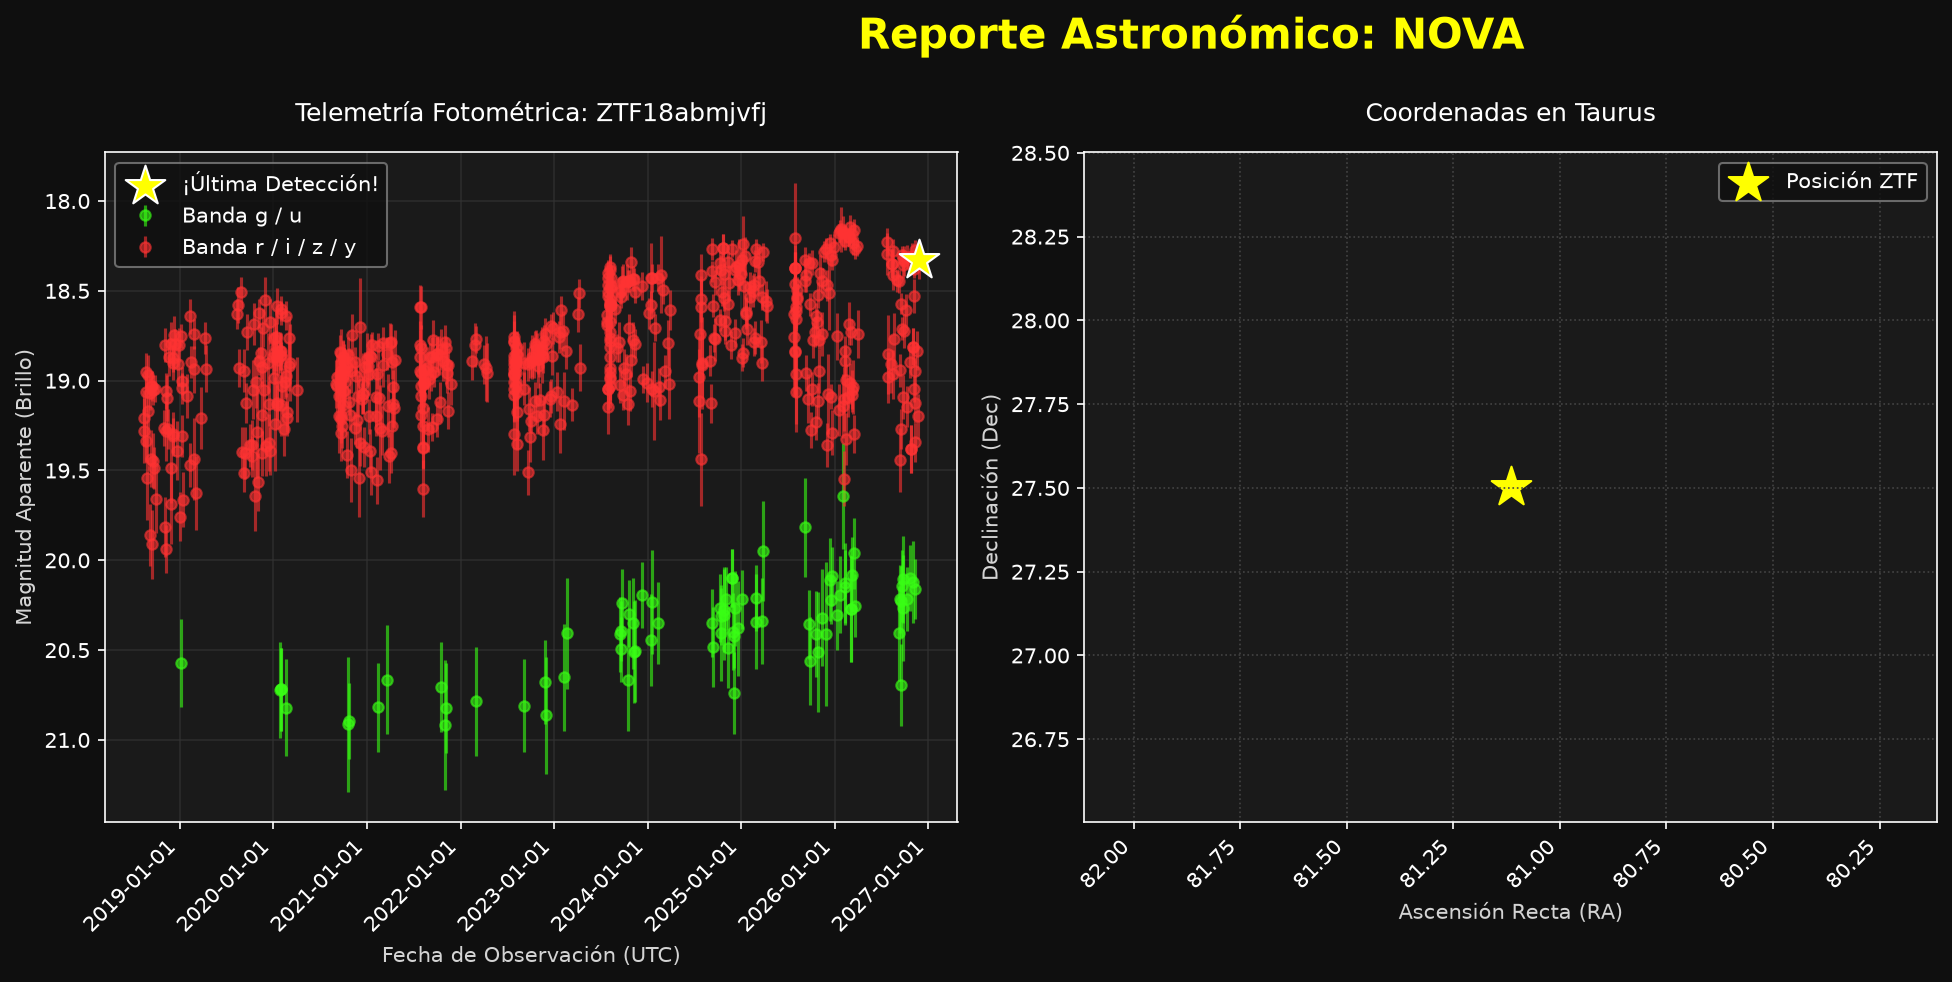 Reporte Astronómico: NOVA
Telemetría Fotométrica: ZTF18abmjvfj
¡Última Detección!
Banda g / u
Banda r / i / z / y
Magnitud Aparente (Brillo)
18.0
18.5
19.0
19.5
20.0
20.5
21.0
2019-01-01
2020-01-01
2021-01-01
2022-01-01
2023-01-01
2024-01-01
2025-01-01
2026-01-01
2027-01-01
Fecha de Observación (UTC)
Coordenadas en Taurus
Posición ZTF
Declinación (Dec)
28.50
28.25
28.00
27.75
27.50
27.25
27.00
26.75
82.00
81.75
81.50
81.25
81.00
80.75
80.50
80.25
Ascensión Recta (RA)